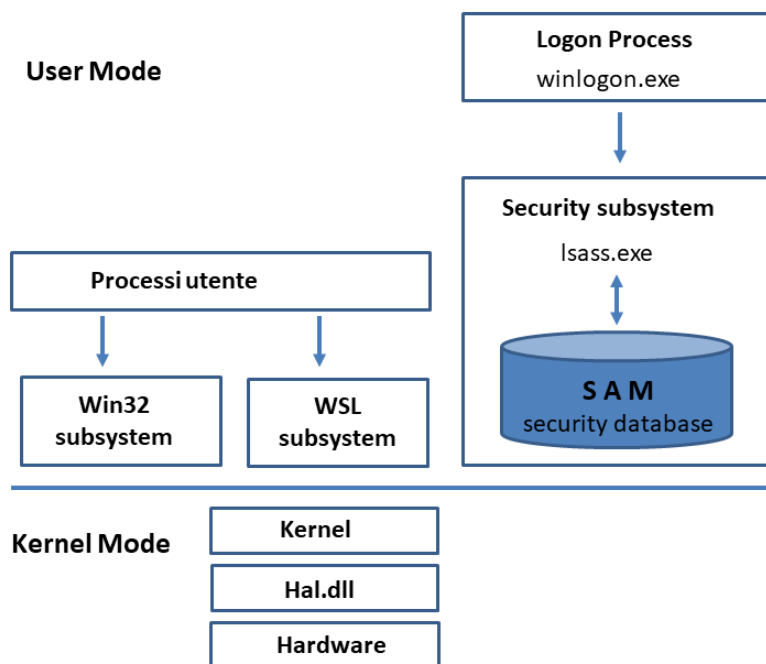 User Mode
Logon Process
winlogon.exe
Security subsystem
lsass.exe
S A M
security database
Processi utente
Win32
subsystem
WSL
subsystem
Kernel Mode
Kernel
Hal.dll
Hardware